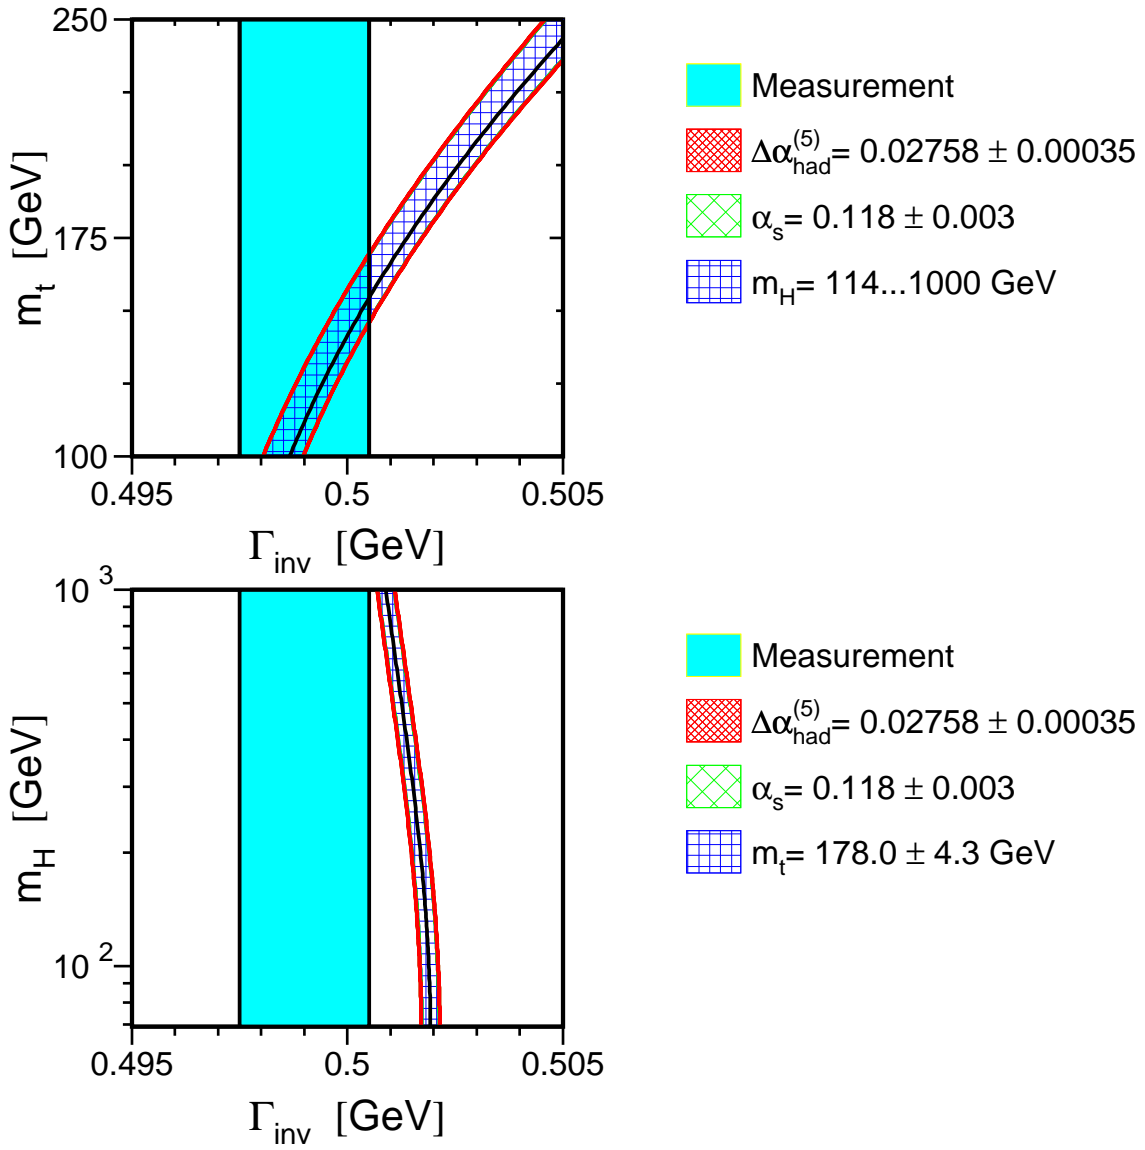 250
175
100
m_t [GeV]
0.495 0.5 0.505
Γ_inv [GeV]
Measurement
Δα_had^(5)= 0.02758 ± 0.00035
α_s= 0.118 ± 0.003
m_H= 114...1000 GeV
10^3
10^2
m_H [GeV]
0.495 0.5 0.505
Γ_inv [GeV]
Measurement
Δα_had^(5)= 0.02758 ± 0.00035
α_s= 0.118 ± 0.003
m_t= 178.0 ± 4.3 GeV